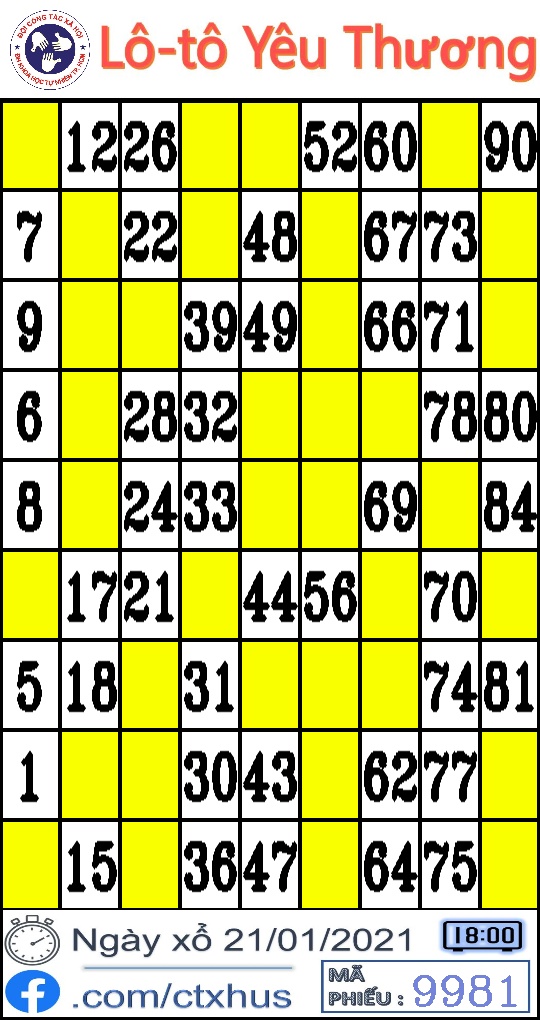 ĐỘI CÔNG TÁC XÃ HỘI
ĐH KHOA HỌC TỰ NHIÊN TP. HCM
Lô-tô Yêu Thương
12 26 52 60 90
7 22 48 67 73
9 39 49 66 71
6 28 32 78 80
8 24 33 69 84
17 21 44 56 70
5 18 31 74 81
1 30 43 62 77
15 36 47 64 75
Ngày xổ 21/01/2021 18:00
.com/ctxhus
MÃ
PHIẾU : 9981